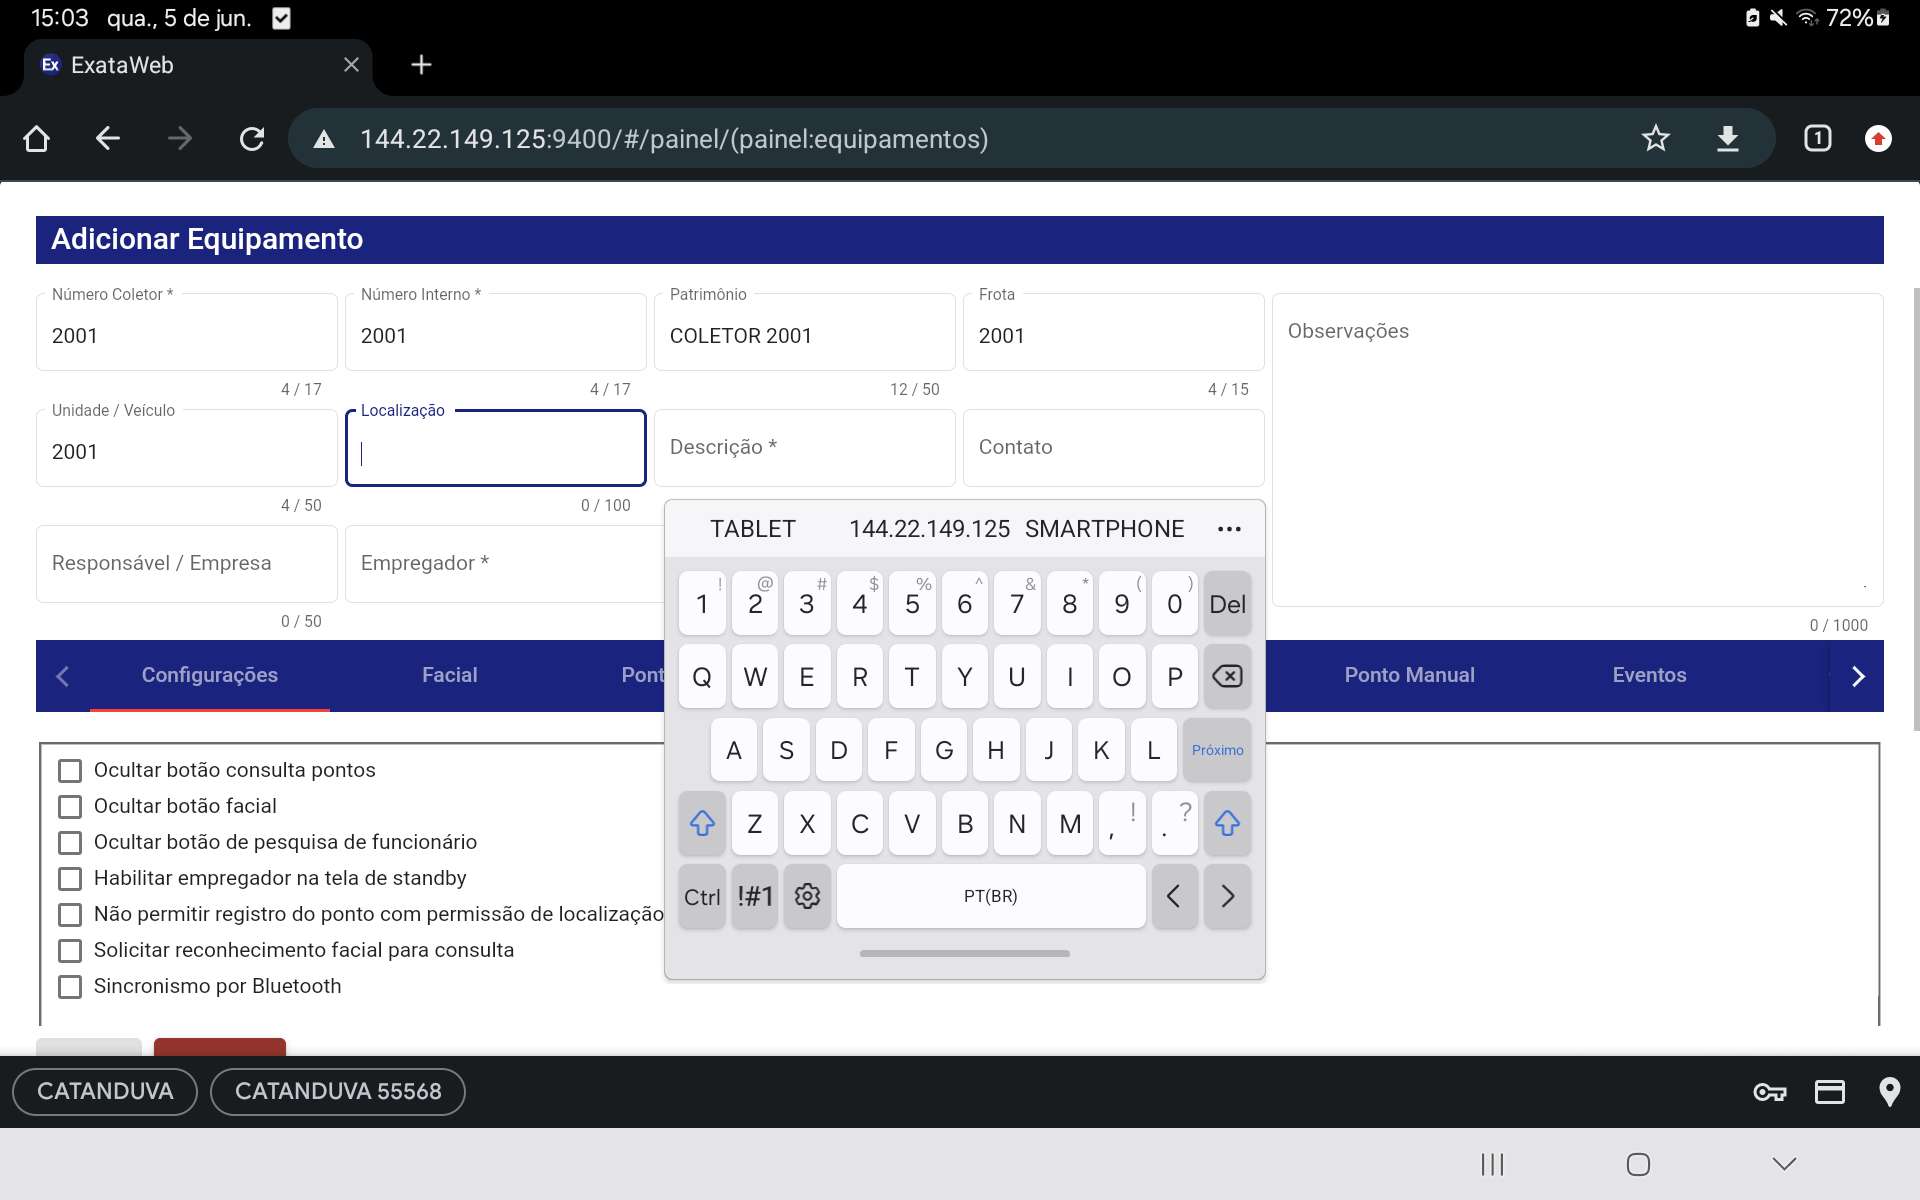 15:03 qua., 5 de jun.
72%
Ex ExataWeb
144.22.149.125:9400/#/painel/(painel:equipamentos)
1
Adicionar Equipamento
Número Coletor * Número Interno * Patrimônio Frota
2001 2001 COLETOR 2001 2001 Observações
4 / 17 4 / 17 12 / 50 4 / 15
Unidade / Veículo Localização
2001 Descrição * Contato
4 / 50 0 / 100
TABLET 144.22.149.125 SMARTPHONE
Responsável / Empresa Empregador *
0 / 50 0 / 1000
! @ # $ % ^ & * ( )
1 2 3 4 5 6 7 8 9 0 Del
Configurações Facial Pont Ponto Manual Eventos
Q W E R T Y U I O P
A S D F G H J K L Próximo
Ocultar botão consulta pontos
Ocultar botão facial
! ?
Z X C V B N M , .
Ocultar botão de pesquisa de funcionário
Habilitar empregador na tela de standby
Ctrl !#1 PT(BR)
Não permitir registro do ponto com permissão de localização
Solicitar reconhecimento facial para consulta
Sincronismo por Bluetooth
CATANDUVA CATANDUVA 55568